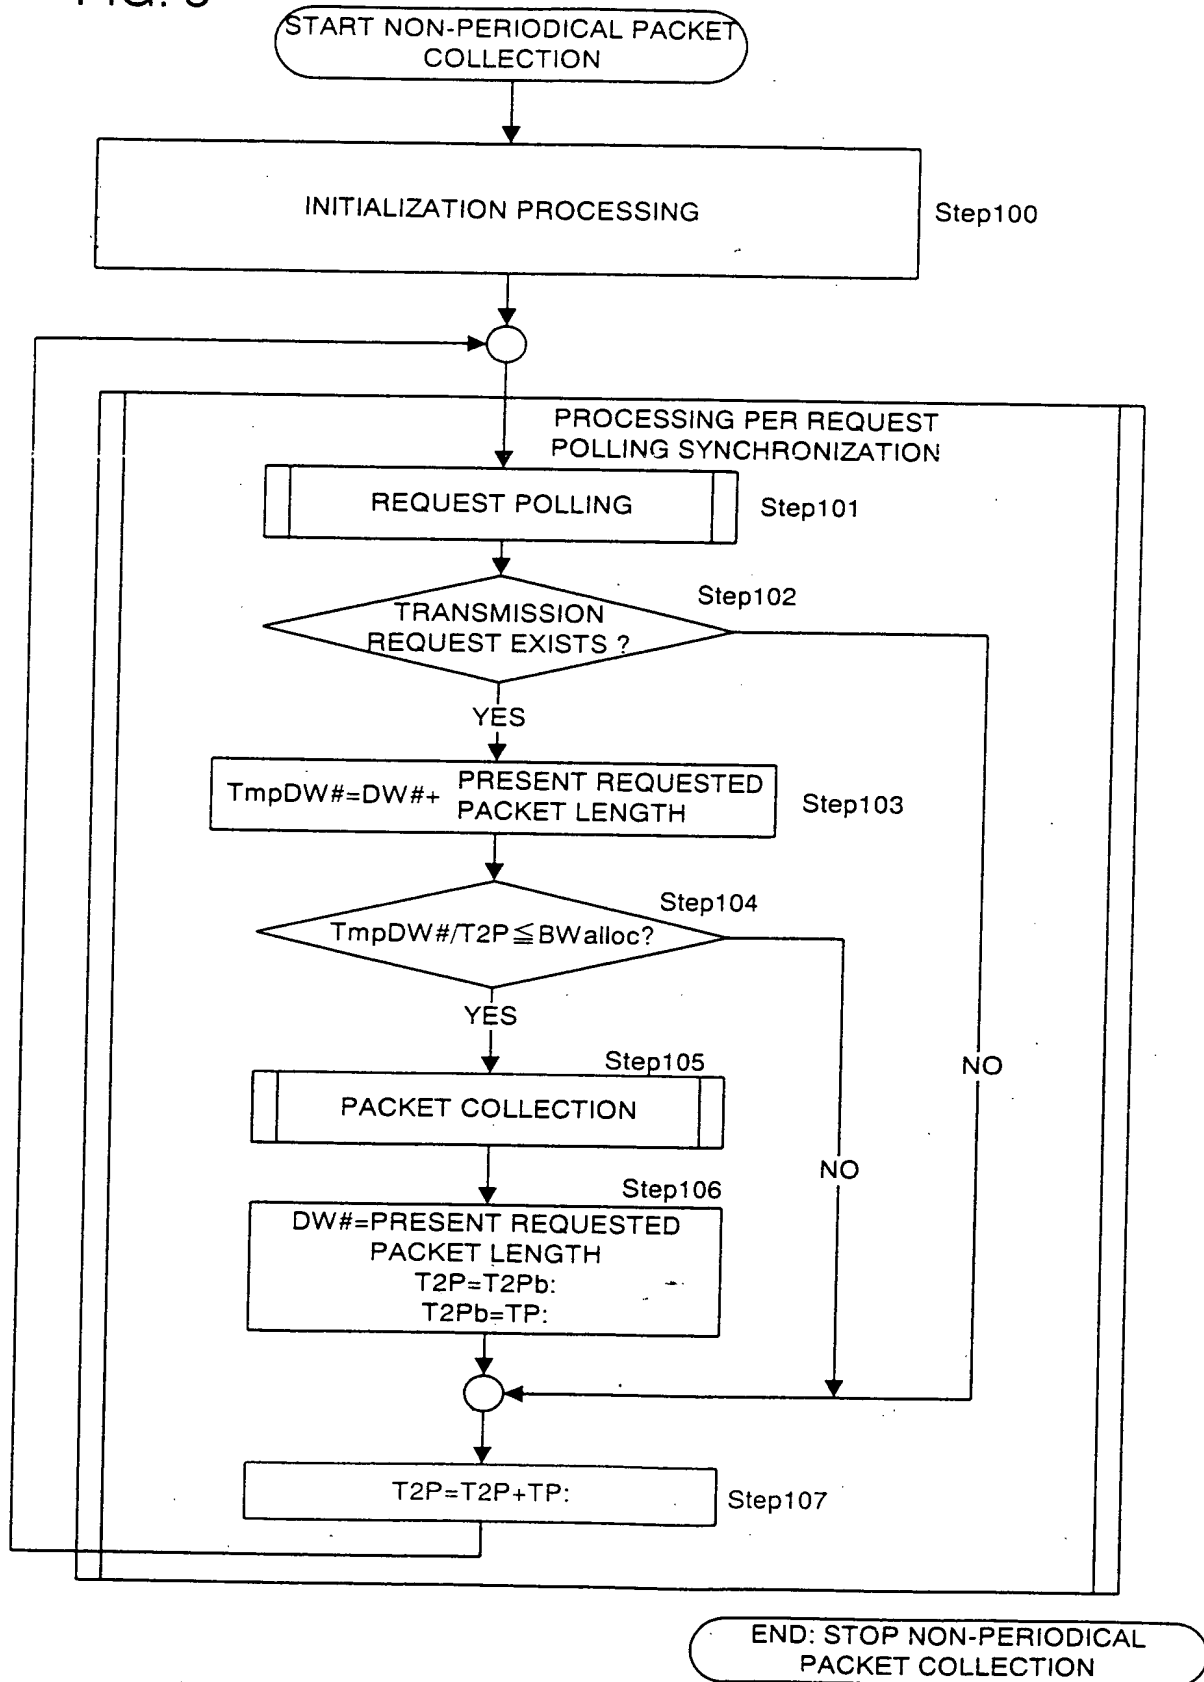 START NON-PERIODICAL PACKET
COLLECTION
INITIALIZATION PROCESSING
Step100
PROCESSING PER REQUEST
POLLING SYNCHRONIZATION
REQUEST POLLING
Step101
Step102
TRANSMISSION
REQUEST EXISTS ?
YES
TmpDW#=DW#+ PRESENT REQUESTED
PACKET LENGTH
Step103
Step104
TmpDW#/T2P≦BWalloc?
YES
NO
Step105
PACKET COLLECTION
NO
Step106
DW#=PRESENT REQUESTED
PACKET LENGTH
T2P=T2Pb:
T2Pb=TP:
T2P=T2P+TP:
Step107
END: STOP NON-PERIODICAL
PACKET COLLECTION